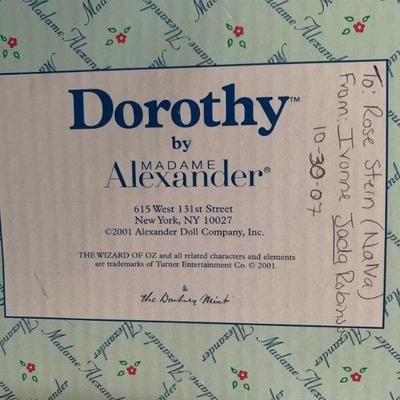 Dorothy™
by
MADAME
Alexander®
615 West 131st Street
New York, NY 10027
©2001 Alexander Doll Company, Inc.
THE WIZARD OF OZ and all related characters and elements
are trademarks of Turner Entertainment Co. © 2001.
&
the Danbury Mint
To: Rose Stein (NaNa)
From: Ivonne Jada
10-30-07
Madame Alexander